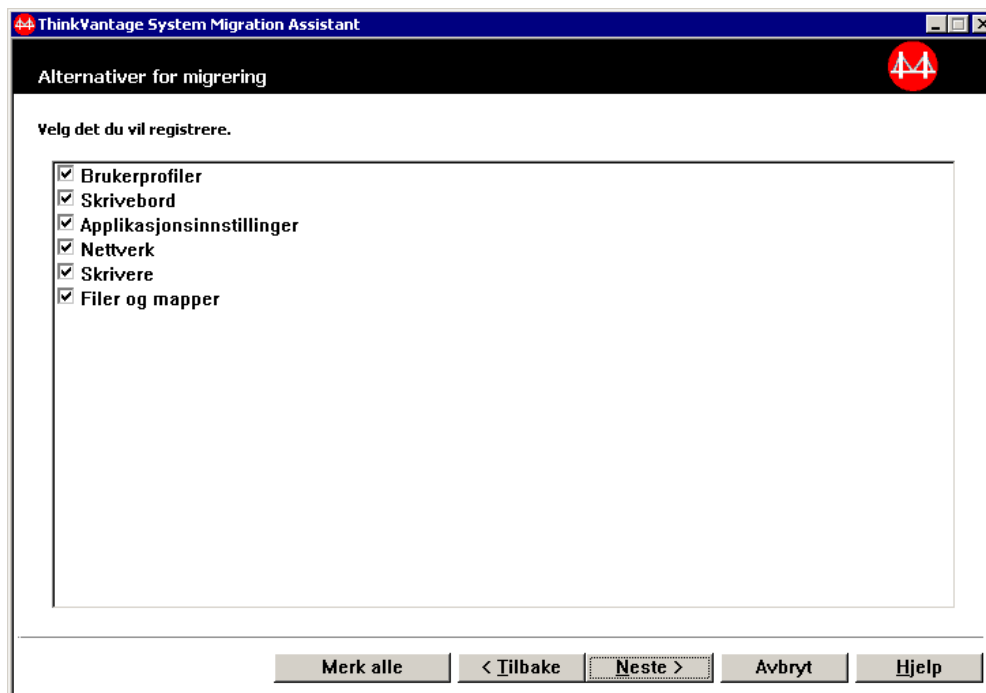 ThinkVantage System Migration Assistant
Alternativer for migrering
Velg det du vil registrere.
Brukerprofiler
Skrivebord
Applikasjonsinnstillinger
Nettverk
Skrivere
Filer og mapper
Merk alle
< Tilbake
Neste >
Avbryt
Hjelp